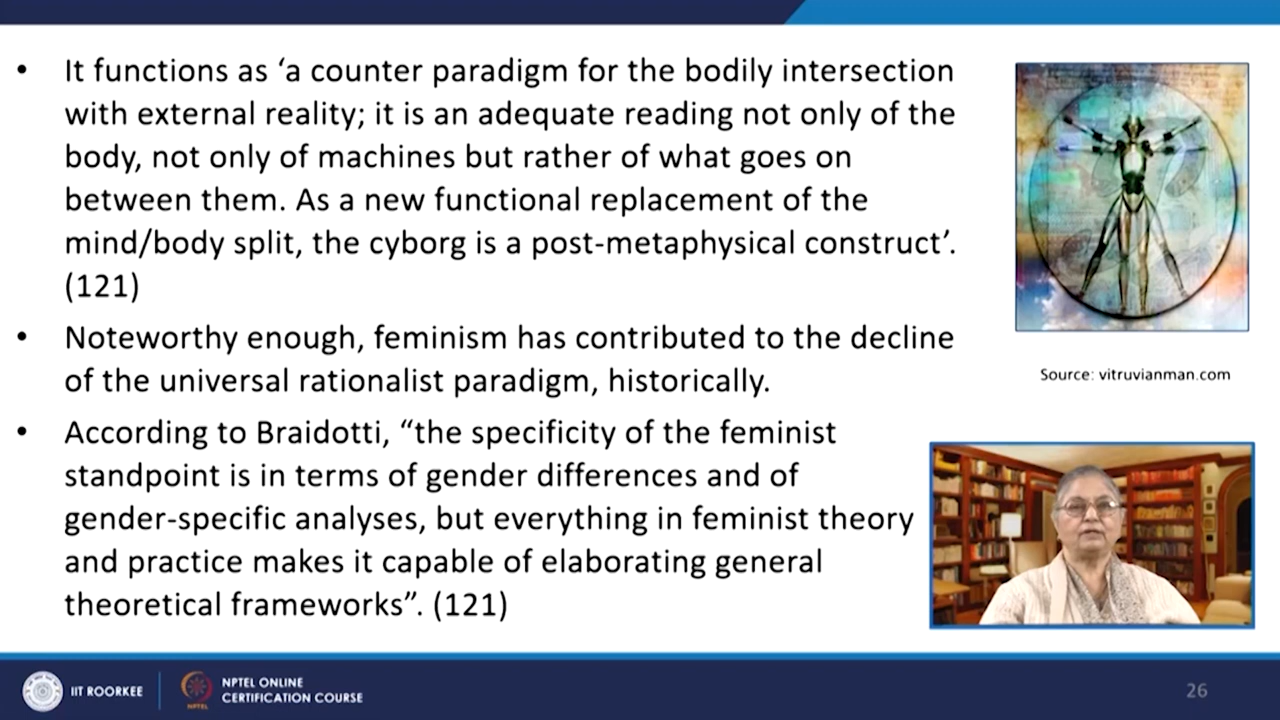 • It functions as ‘a counter paradigm for the bodily intersection
with external reality; it is an adequate reading not only of the
body, not only of machines but rather of what goes on
between them. As a new functional replacement of the
mind/body split, the cyborg is a post-metaphysical construct’.
(121)
• Noteworthy enough, feminism has contributed to the decline
of the universal rationalist paradigm, historically.
• According to Braidotti, “the specificity of the feminist
standpoint is in terms of gender differences and of
gender-specific analyses, but everything in feminist theory
and practice makes it capable of elaborating general
theoretical frameworks”. (121)
Source: vitruvianman.com
IIT ROORKEE
NPTEL
NPTEL ONLINE
CERTIFICATION COURSE
26